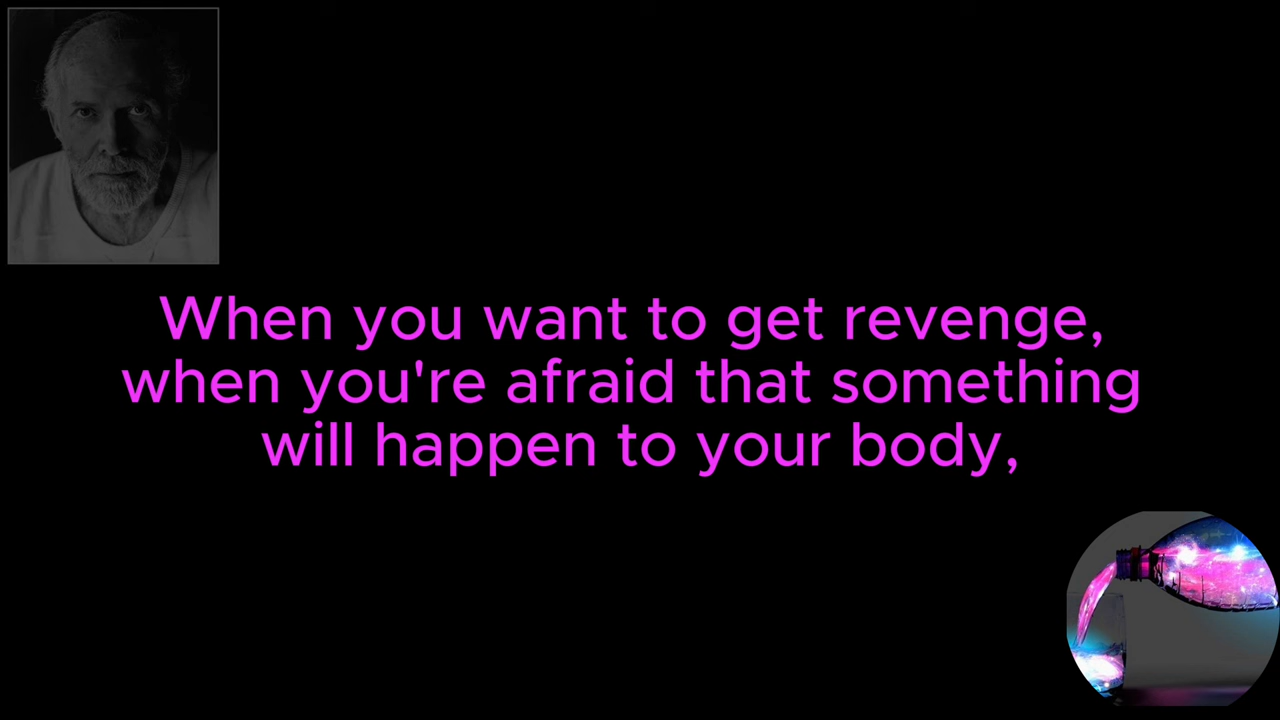 When you want to get revenge,
when you're afraid that something
will happen to your body,